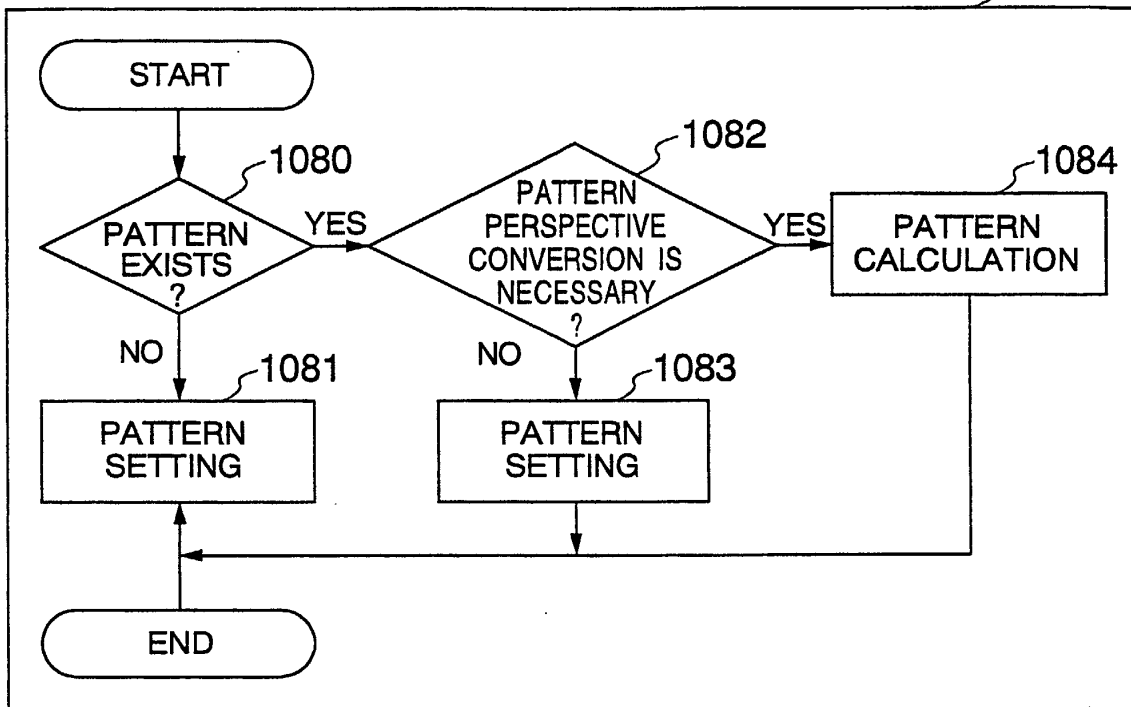 START
1080
PATTERN
EXISTS
?
YES
NO
1082
PATTERN
PERSPECTIVE
CONVERSION IS
NECESSARY
?
YES
NO
1084
PATTERN
CALCULATION
1081
PATTERN
SETTING
1083
PATTERN
SETTING
END